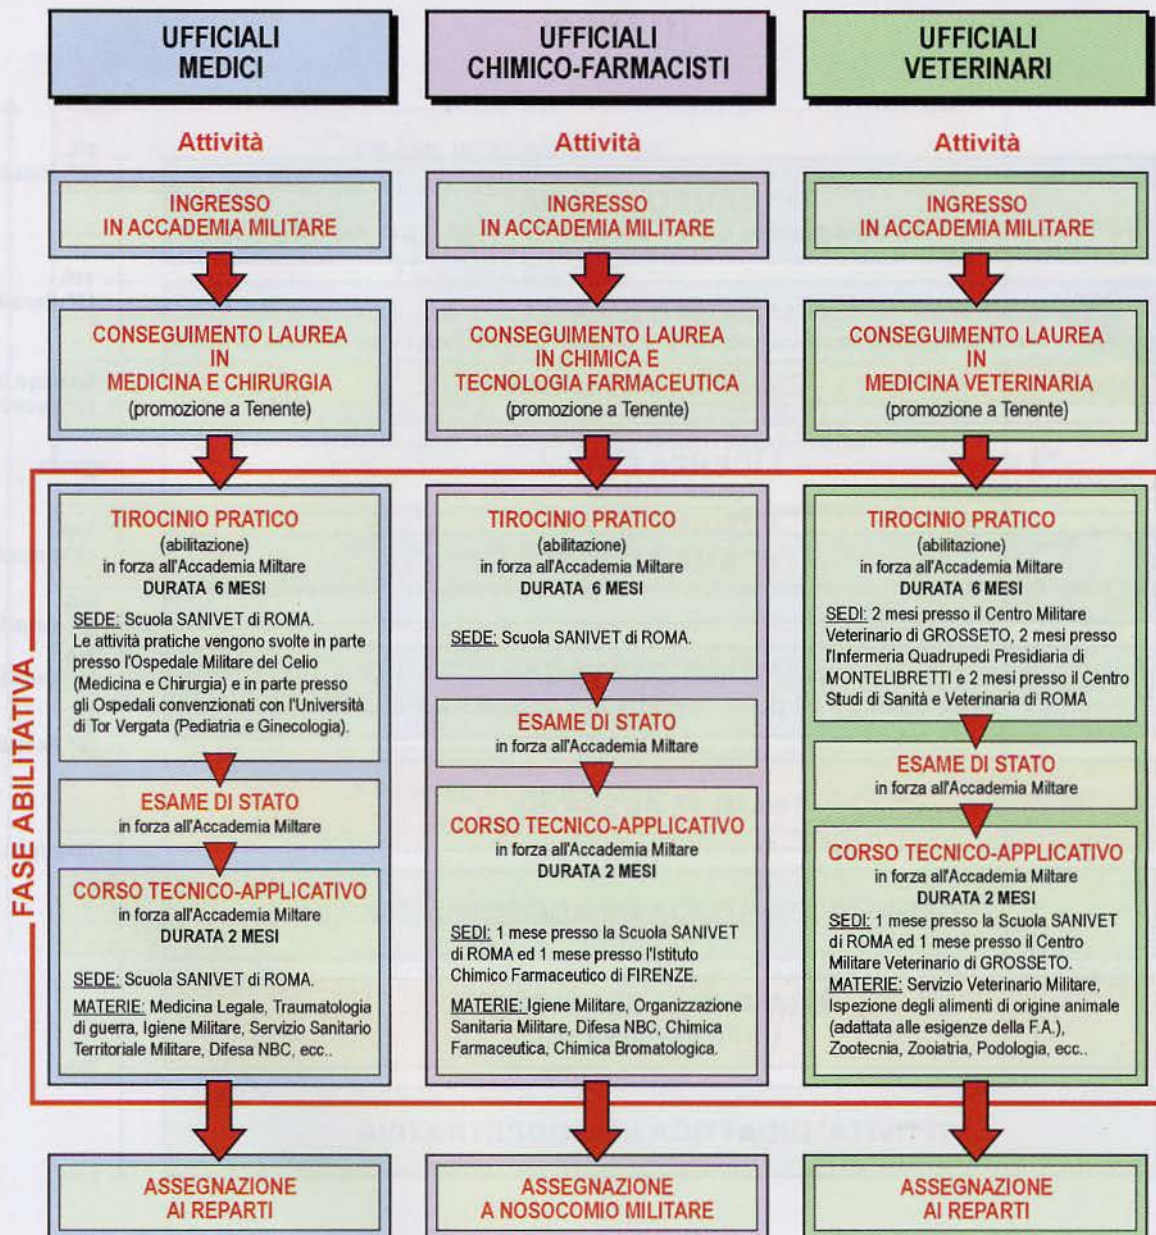 UFFICIALI
MEDICI
Attività
INGRESSO
IN ACCADEMIA MILITARE
CONSEGUIMENTO LAUREA
IN
MEDICINA E CHIRURGIA
(promozione a Tenente)
TIROCINIO PRATICO
(abilitazione)
in forza all'Accademia Miltare
DURATA 6 MESI
SEDE: Scuola SANIVET di ROMA.
Le attività pratiche vengono svolte in parte
presso l'Ospedale Militare del Celio
(Medicina e Chirurgia) e in parte presso
gli Ospedali convenzionati con l'Università
di Tor Vergata (Pediatria e Ginecologia).
ESAME DI STATO
in forza all'Accademia Miltare
CORSO TECNICO-APPLICATIVO
in forza all'Accademia Miltare
DURATA 2 MESI
SEDE: Scuola SANIVET di ROMA.
MATERIE: Medicina Legale, Traumatologia
di guerra, Igiene Militare, Servizio Sanitario
Territoriale Militare, Difesa NBC, ecc..
ASSEGNAZIONE
AI REPARTI
UFFICIALI
CHIMICO-FARMACISTI
Attività
INGRESSO
IN ACCADEMIA MILITARE
CONSEGUIMENTO LAUREA
IN CHIMICA E
TECNOLOGIA FARMACEUTICA
(promozione a Tenente)
TIROCINIO PRATICO
(abilitazione)
in forza all'Accademia Miltare
DURATA 6 MESI
SEDE: Scuola SANIVET di ROMA.
ESAME DI STATO
in forza all'Accademia Miltare
CORSO TECNICO-APPLICATIVO
in forza all'Accademia Miltare
DURATA 2 MESI
SEDI: 1 mese presso la Scuola SANIVET
di ROMA ed 1 mese presso l'Istituto
Chimico Farmaceutico di FIRENZE.
MATERIE: Igiene Militare, Organizzazione
Sanitaria Militare, Difesa NBC, Chimica
Farmaceutica, Chimica Bromatologica.
ASSEGNAZIONE
A NOSOCOMIO MILITARE
UFFICIALI
VETERINARI
Attività
INGRESSO
IN ACCADEMIA MILITARE
CONSEGUIMENTO LAUREA
IN
MEDICINA VETERINARIA
(promozione a Tenente)
TIROCINIO PRATICO
(abilitazione)
in forza all'Accademia Miltare
DURATA 6 MESI
SEDI: 2 mesi presso il Centro Militare
Veterinario di GROSSETO, 2 mesi presso
l'Infermeria Quadrupedi Presidiaria di
MONTELIBRETTI e 2 mesi presso il Centro
Studi di Sanità e Veterinaria di ROMA
ESAME DI STATO
in forza all'Accademia Miltare
CORSO TECNICO-APPLICATIVO
in forza all'Accademia Miltare
DURATA 2 MESI
SEDI: 1 mese presso la Scuola SANIVET
di ROMA ed 1 mese presso il Centro
Militare Veterinario di GROSSETO.
MATERIE: Servizio Veterinario Militare,
Ispezione degli alimenti di origine animale
(adattata alle esigenze della F.A.),
Zootecnia, Zooiatria, Podologia, ecc..
ASSEGNAZIONE
AI REPARTI
FASE ABILITATIVA